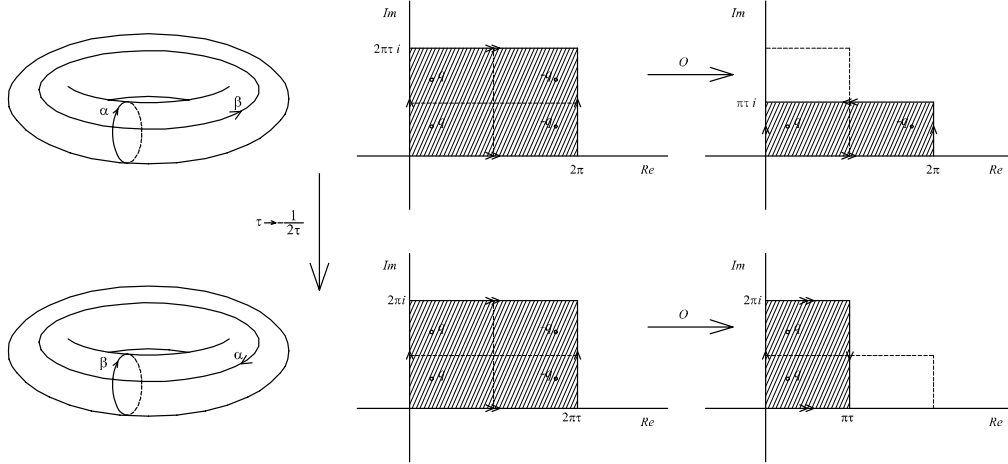 Im Im
2πτ i
q -q O
β πτ i
α q -q q -q
2π Re 2π Re
τ → -1/2τ
Im Im
2πi 2πi
q -q O q
β α q -q q
2πτ Re πτ Re